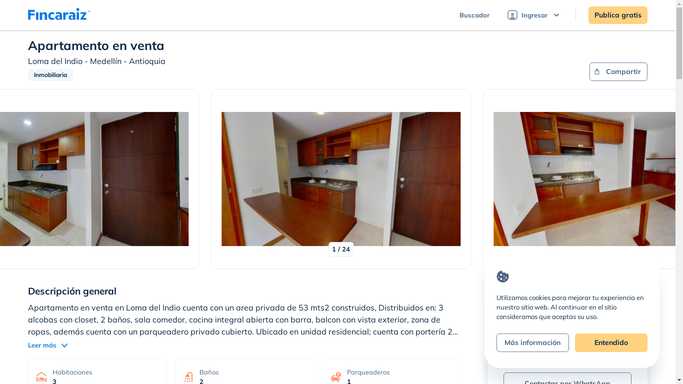 Fincaraiz
Buscador
Ingresar
Publica gratis
Apartamento en venta
Loma del Indio - Medellín - Antioquia
Inmobiliaria
Compartir
1 / 24
Descripción general
Apartamento en venta en Loma del Indio cuenta con un area privada de 53 mts2 construidos, Distribuidos en: 3
alcobas con closet, 2 baños, sala comedor, cocina integral abierta con barra, balcon con vista exterior, zona de
ropas, además cuenta con un parqueadero privado cubierto. Ubicado en unidad residencial; cuenta con portería 2...
Leer más
Habitaciones
3
Baños
2
Parqueaderos
1
Utilizamos cookies para mejorar tu experiencia en
nuestro sitio web. Al continuar en el sitio
consideramos que aceptas su uso.
Más información
Entendido
Contactar por WhatsApp